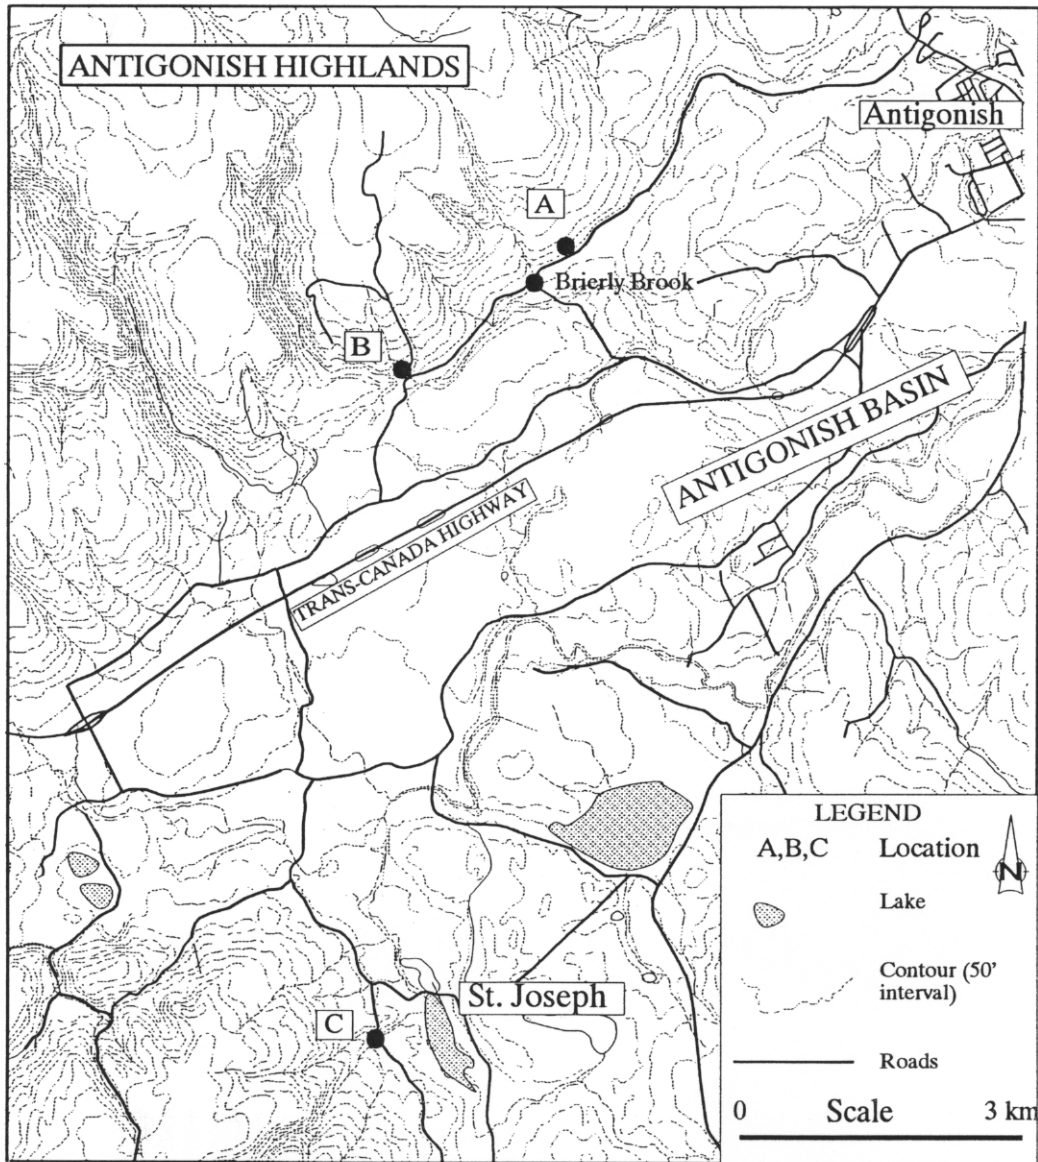 ANTIGONISH HIGHLANDS
Antigonish
A
Brierly Brook
B
ANTIGONISH BASIN
TRANS-CANADA HIGHWAY
St. Joseph
C
LEGEND
A,B,C Location
Lake
Contour (50'
interval)
Roads
N
0 Scale 3 km